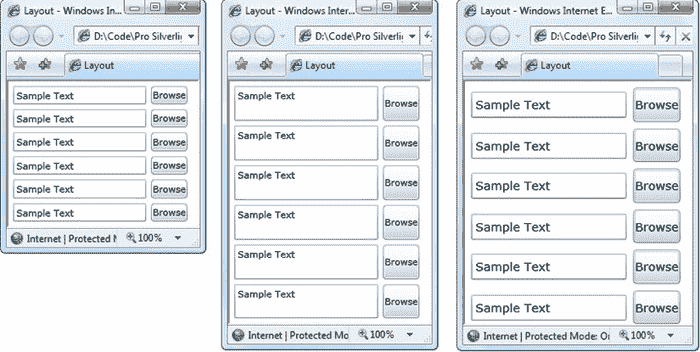 Layout - Windows In...
D:\Code\Pro Silverlig
Layout
Sample Text Browse
Sample Text Browse
Sample Text Browse
Sample Text Browse
Sample Text Browse
Sample Text Browse
Internet | Protected M 100%
Layout - Windows Inter...
D:\Code\Pro Silverli
Layout
Sample Text Browse
Sample Text Browse
Sample Text Browse
Sample Text Browse
Sample Text Browse
Sample Text Browse
Internet | Protected Mo 100%
Layout - Windows Internet E...
D:\Code\Pro Silverlig
Layout
Sample Text Browse
Sample Text Browse
Sample Text Browse
Sample Text Browse
Sample Text Browse
Sample Text Browse
Internet | Protected Mode: O 100%